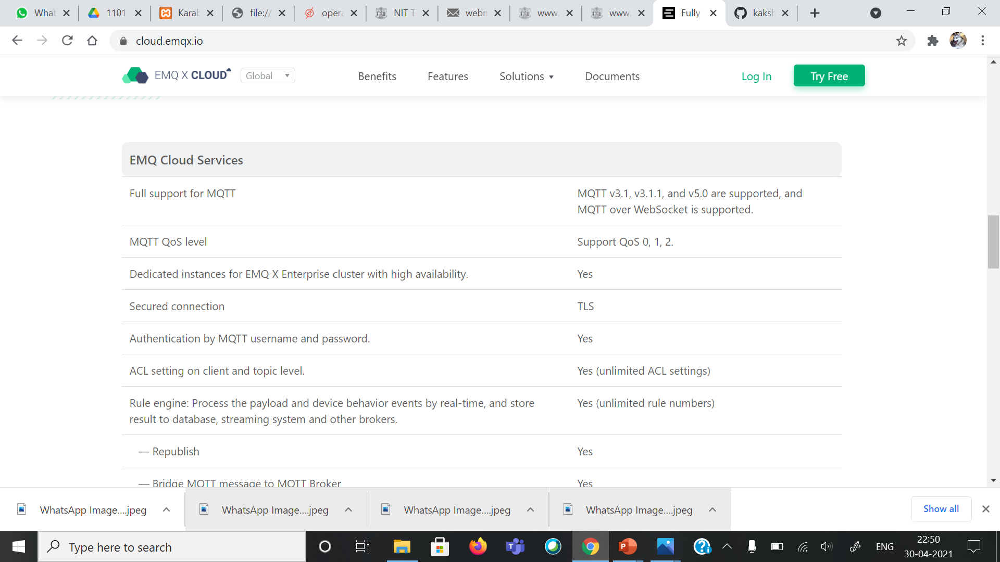 What
1101
Karab
file://
opera
NIT T
webm
www.
www.
Fully
kaksh
cloud.emqx.io
EMQ X CLOUD
Global
Benefits
Features
Solutions
Documents
Log In
Try Free
EMQ Cloud Services
Full support for MQTT
MQTT v3.1, v3.1.1, and v5.0 are supported, and
MQTT over WebSocket is supported.
MQTT QoS level
Support QoS 0, 1, 2.
Dedicated instances for EMQ X Enterprise cluster with high availability.
Yes
Secured connection
TLS
Authentication by MQTT username and password.
Yes
ACL setting on client and topic level.
Yes (unlimited ACL settings)
Rule engine: Process the payload and device behavior events by real-time, and store
result to database, streaming system and other brokers.
Yes (unlimited rule numbers)
— Republish
Yes
— Bridge MQTT message to MQTT Broker
Yes
WhatsApp Image....jpeg
WhatsApp Image....jpeg
WhatsApp Image....jpeg
WhatsApp Image....jpeg
Show all
Type here to search
ENG
22:50
30-04-2021